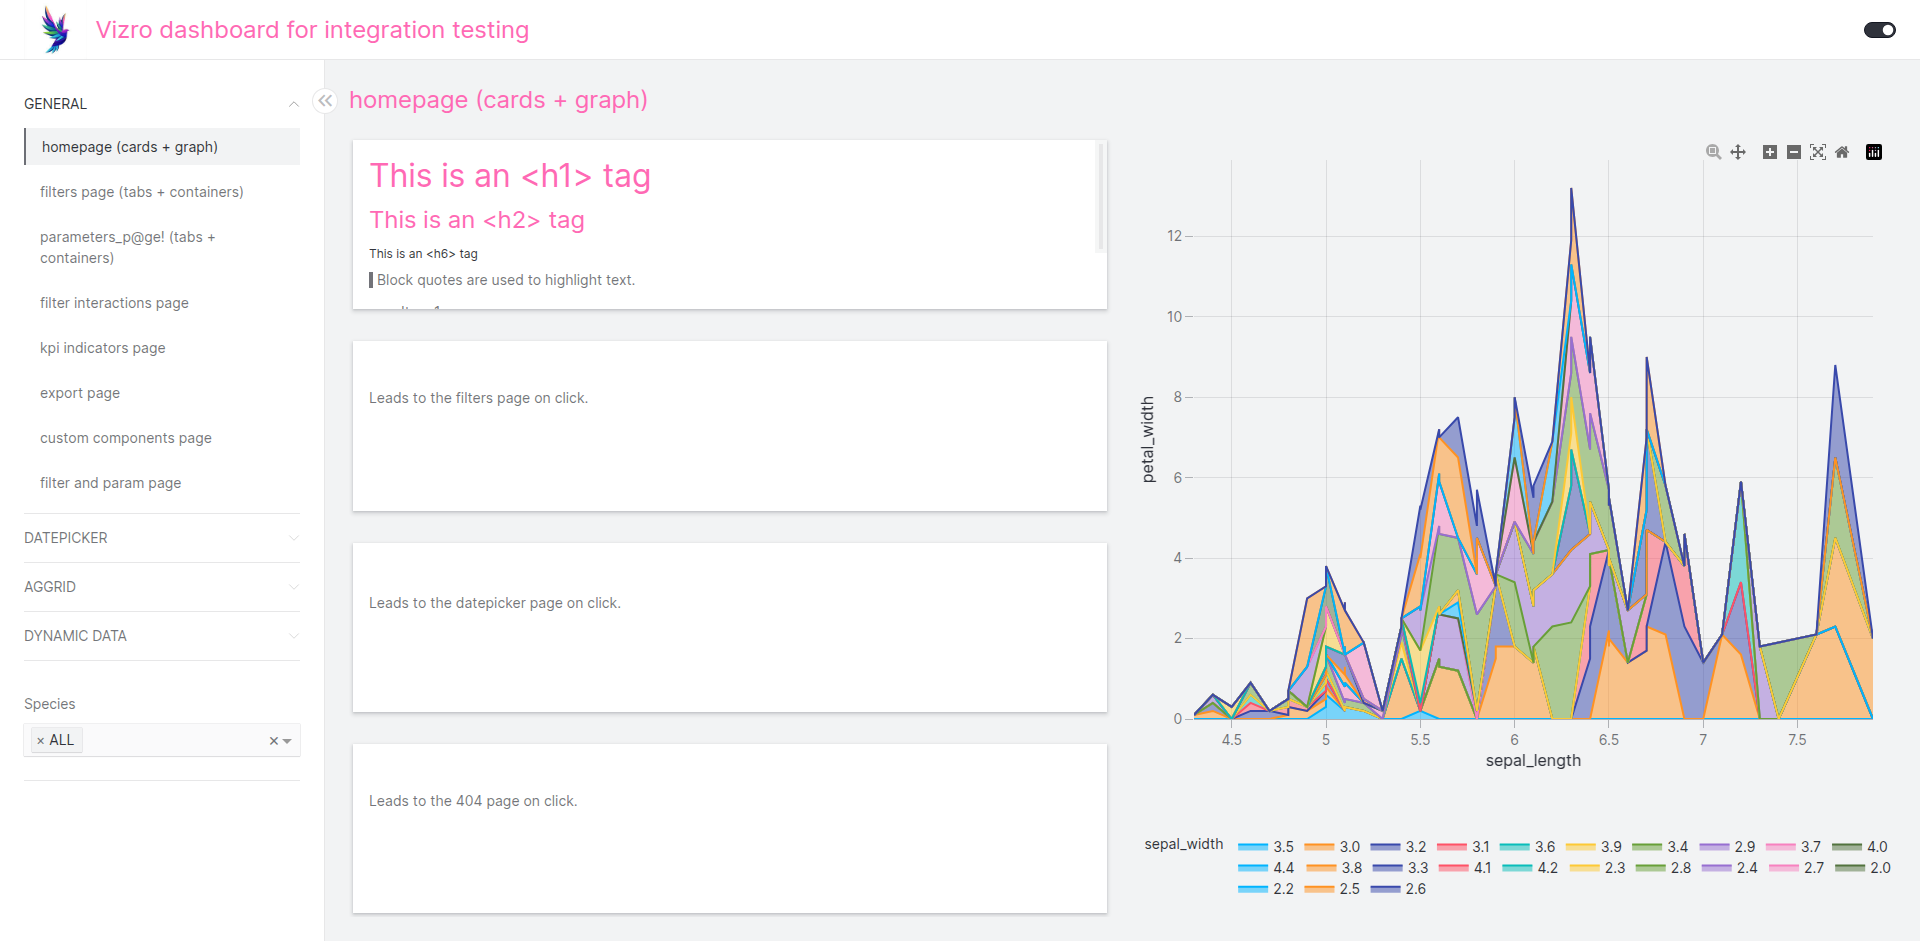 Vizro dashboard for integration testing
GENERAL
homepage (cards + graph)
filters page (tabs + containers)
parameters_p@ge! (tabs +
containers)
filter interactions page
kpi indicators page
export page
custom components page
filter and param page
DATEPICKER
AGGRID
DYNAMIC DATA
Species
× ALL
×
homepage (cards + graph)
This is an <h1> tag
This is an <h2> tag
This is an <h6> tag
Block quotes are used to highlight text.
Leads to the filters page on click.
Leads to the datepicker page on click.
Leads to the 404 page on click.
petal_width
12
10
8
6
4
2
0
4.5 5 5.5 6 6.5 7 7.5
sepal_length
sepal_width
3.5 3.0 3.2 3.1 3.6 3.9 3.4 2.9 3.7 4.0
4.4 3.8 3.3 4.1 4.2 2.3 2.8 2.4 2.7 2.0
2.2 2.5 2.6